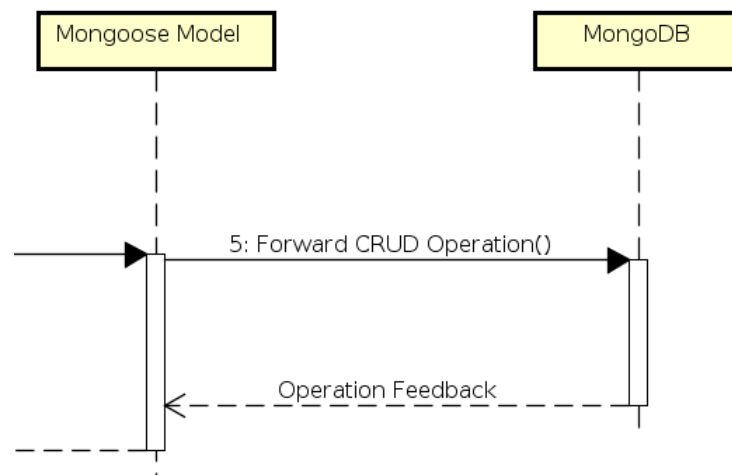 Mongoose Model
MongoDB
5: Forward CRUD Operation()
Operation Feedback